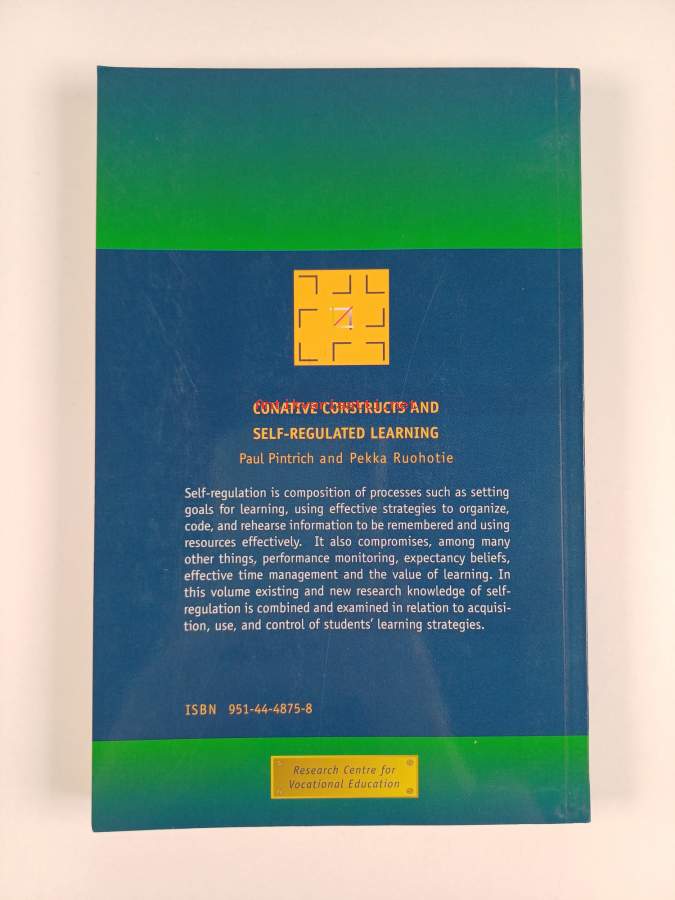 CONATIVE CONSTRUCTS AND
Antikvariaatti.net
SELF-REGULATED LEARNING
Paul Pintrich and Pekka Ruohotie
Self-regulation is composition of processes such as setting
goals for learning, using effective strategies to organize,
code, and rehearse information to be remembered and using
resources effectively. It also compromises, among many
other things, performance monitoring, expectancy beliefs,
effective time management and the value of learning. In
this volume existing and new research knowledge of self-
regulation is combined and examined in relation to acquisi-
tion, use, and control of students' learning strategies.
ISBN 951-44-4875-8
Research Centre for
Vocational Education